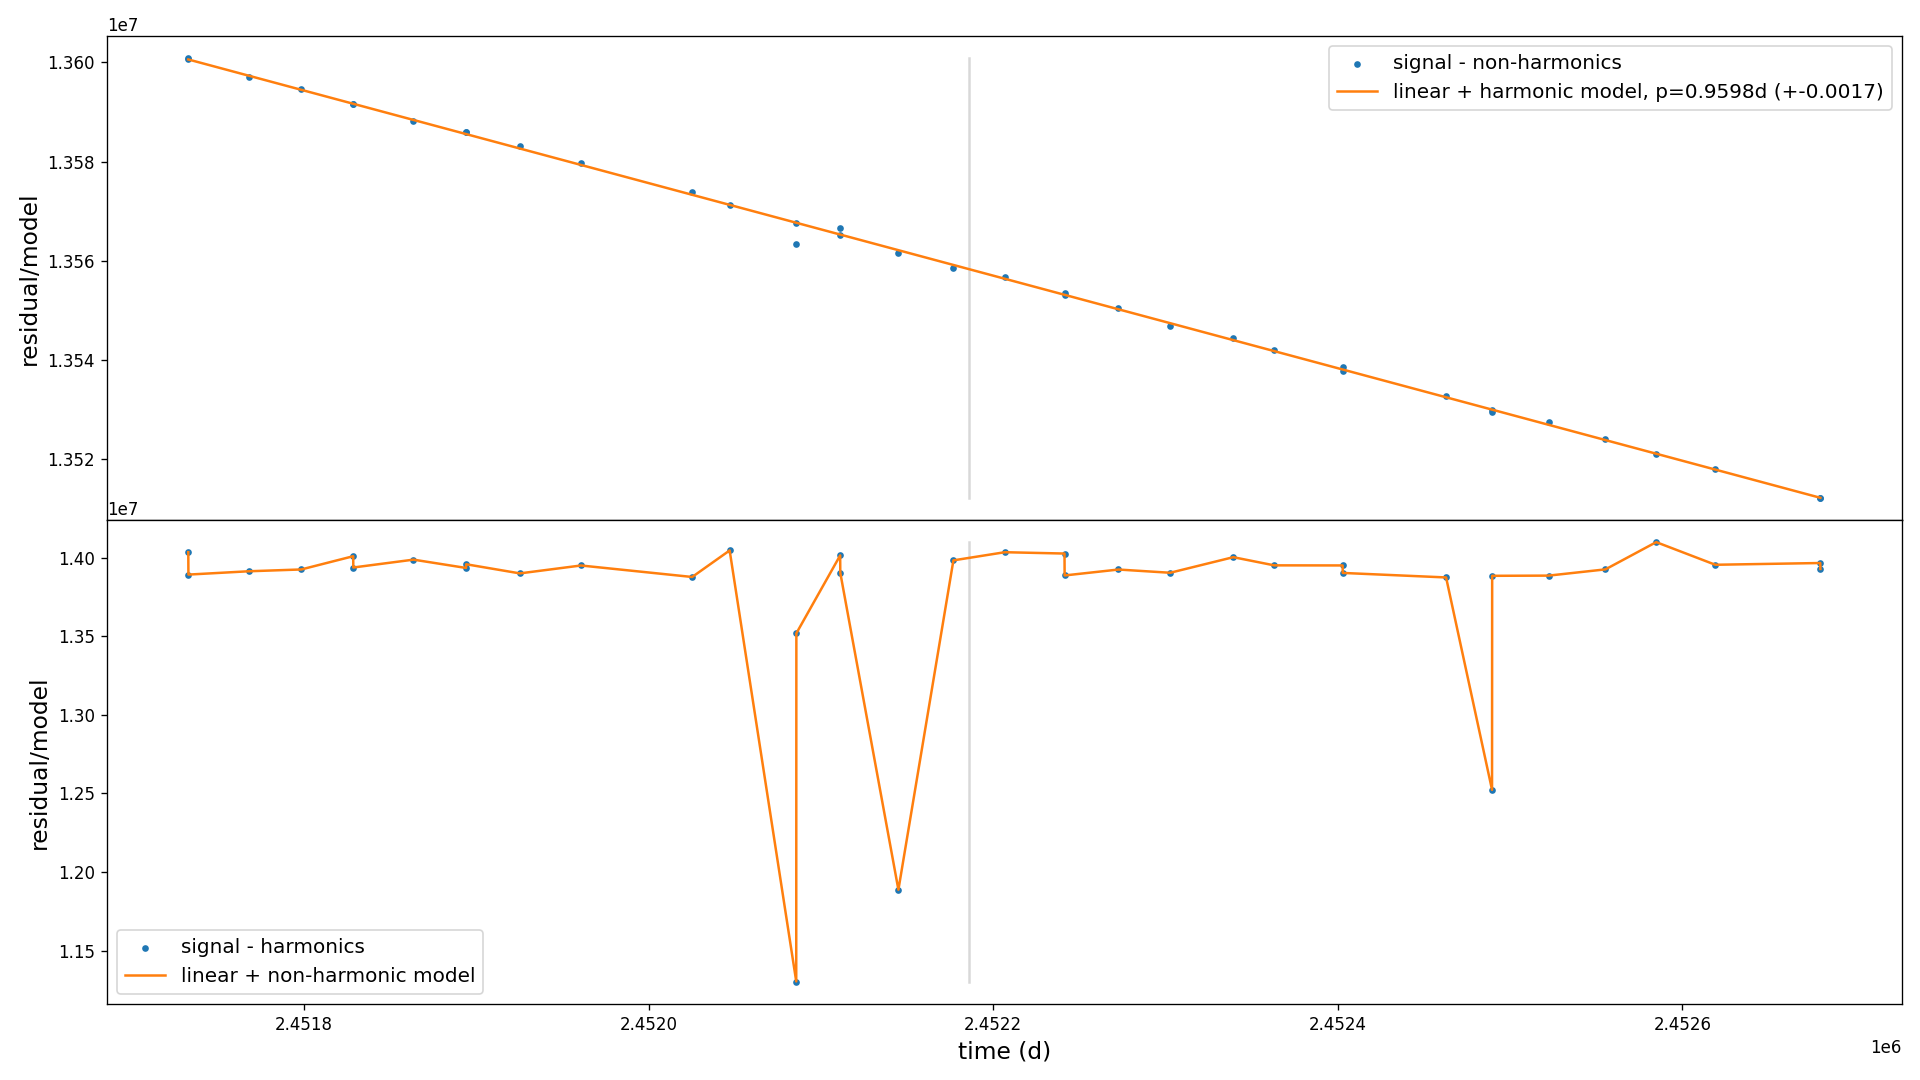 1e7
1.360
1.358
1.356
1.354
1.352
residual/model
signal - non-harmonics
linear + harmonic model, p=0.9598d (+-0.0017)
1e7
1.40
1.35
1.30
1.25
1.20
1.15
residual/model
signal - harmonics
linear + non-harmonic model
2.4518
2.4520
2.4522
2.4524
2.4526
time (d)
1e6